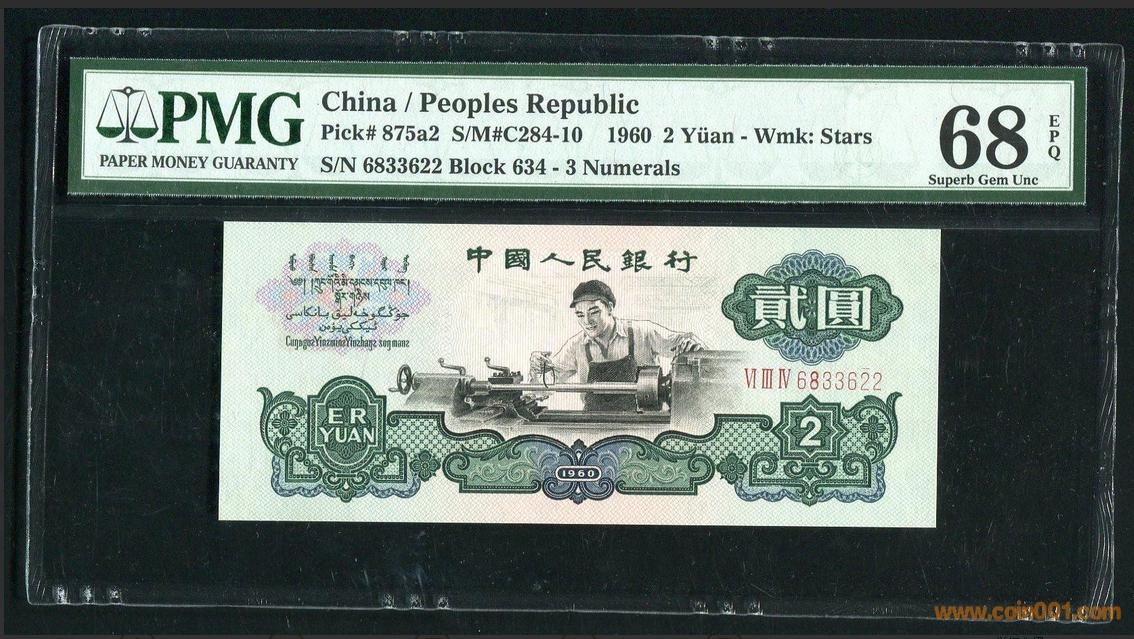 PMG
PAPER MONEY GUARANTY
China / Peoples Republic
Pick# 875a2 S/M#C284-10 1960 2 Yüan - Wmk: Stars
S/N 6833622 Block 634 - 3 Numerals
68
EPQ
Superb Gem Unc
中國人民銀行
貳圓
ⅥⅢⅣ 6833622
ER
YUAN
2
1960
www.coin001.com